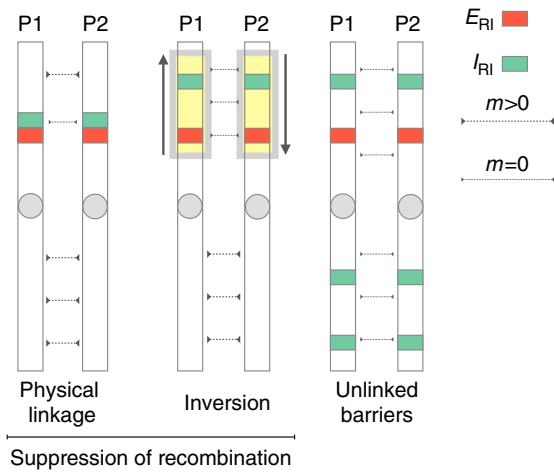 P1 P2 P1 P2 P1 P2
E_RI
I_RI
m>0
m=0
Physical
linkage
Inversion
Unlinked
barriers
Suppression of recombination